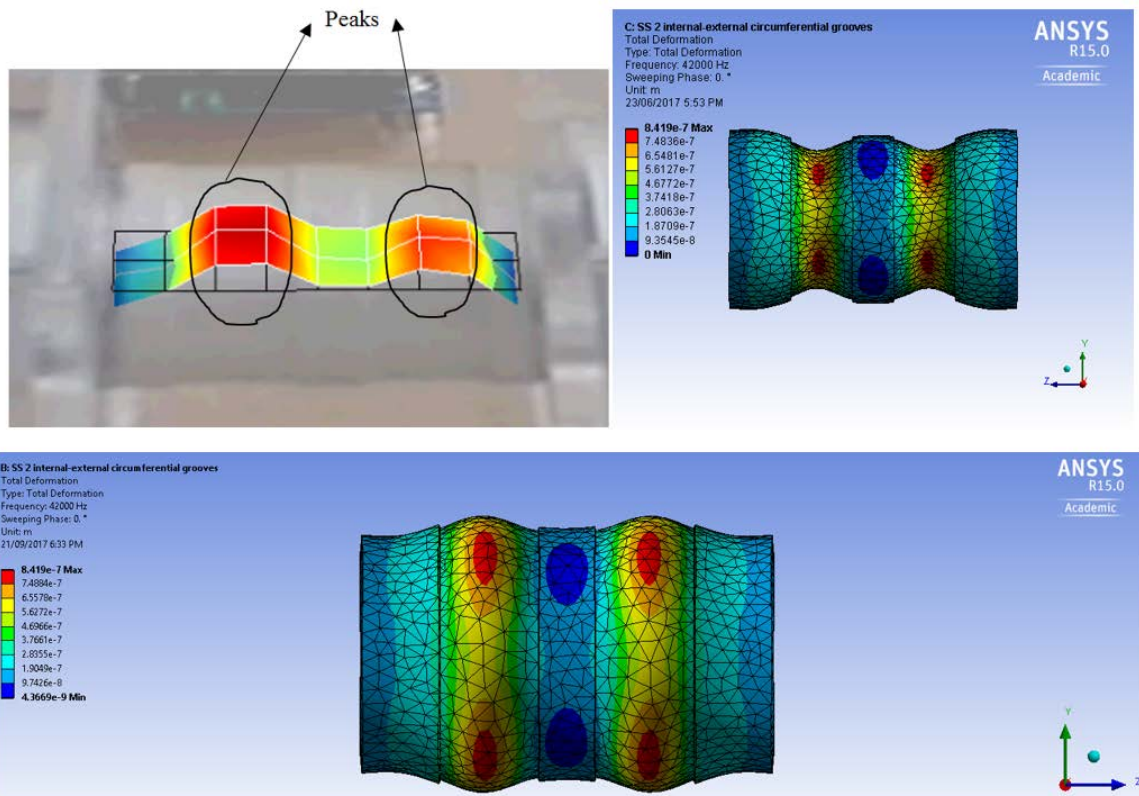 Peaks
C: SS 2 internal-external circumferential grooves
Total Deformation
Type: Total Deformation
Frequency: 42000 Hz
Sweeping Phase: 0. °
Unit: m
23/06/2017 5:53 PM
8.419e-7 Max
7.4836e-7
6.5481e-7
5.6127e-7
4.6772e-7
3.7418e-7
2.8063e-7
1.8709e-7
9.3545e-8
0 Min
ANSYS
R15.0
Academic
Y
Z
B: SS 2 internal-external circumferential grooves
Total Deformation
Type: Total Deformation
Frequency: 42000 Hz
Sweeping Phase: 0. °
Unit: m
21/09/2017 6:33 PM
8.419e-7 Max
7.4884e-7
6.5578e-7
5.6272e-7
4.6966e-7
3.7661e-7
2.8355e-7
1.9049e-7
9.7426e-8
4.3669e-9 Min
ANSYS
R15.0
Academic
Y
Z